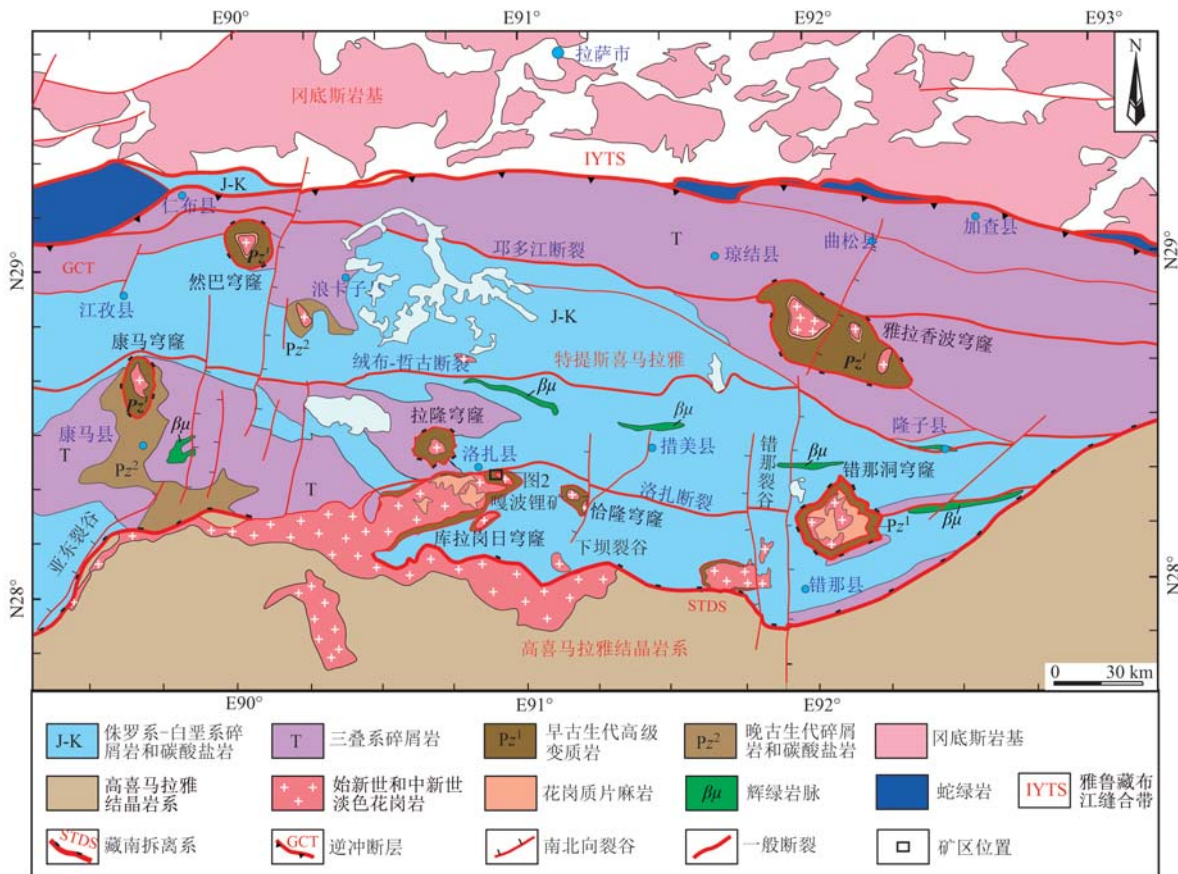 E90°
E91°
E92°
E93°
N
拉萨市
冈底斯岩基
IYTS
J-K
仁布县
加查县
曲松县
T
琼结县
邛多江断裂
N29°
N29°
GCT
Pz¹
然巴穹窿
浪卡子县
江孜县
J-K
康马穹窿
Pz²
绒布-哲古断裂
特提斯喜马拉雅
雅拉香波穹窿
Pz¹
Pz¹
βμ
βμ
拉隆穹窿
隆子县
康马县
βμ
措美县
错那裂谷
βμ
T
Pz²
洛扎县
错那洞穹窿
图2
T
嘎波锂矿
洛扎断裂
恰隆穹窿
βμ
Pz¹
库拉岗日穹窿
下坝裂谷
亚东裂谷
N28°
错那县
N28°
STDS
高喜马拉雅结晶岩系
0 30 km
E90°
E91°
E92°
J-K 侏罗系-白垩系碎屑岩和碳酸盐岩
T 三叠系碎屑岩
Pz¹ 早古生代高级变质岩
Pz² 晚古生代碎屑岩和碳酸盐岩
冈底斯岩基
高喜马拉雅结晶岩系
始新世和中新世淡色花岗岩
花岗质片麻岩
βμ 辉绿岩脉
蛇绿岩
IYTS 雅鲁藏布江缝合带
STDS 藏南拆离系
GCT 逆冲断层
南北向裂谷
一般断裂
矿区位置